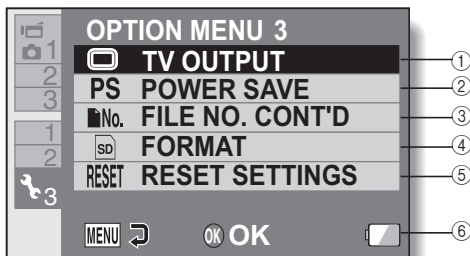 OPTION MENU 3
1
2
3
1
2
3
TV OUTPUT ①
PS POWER SAVE ②
No. FILE NO. CONT'D ③
SD FORMAT ④
RESET RESET SETTINGS ⑤
MENU OK OK ⑥